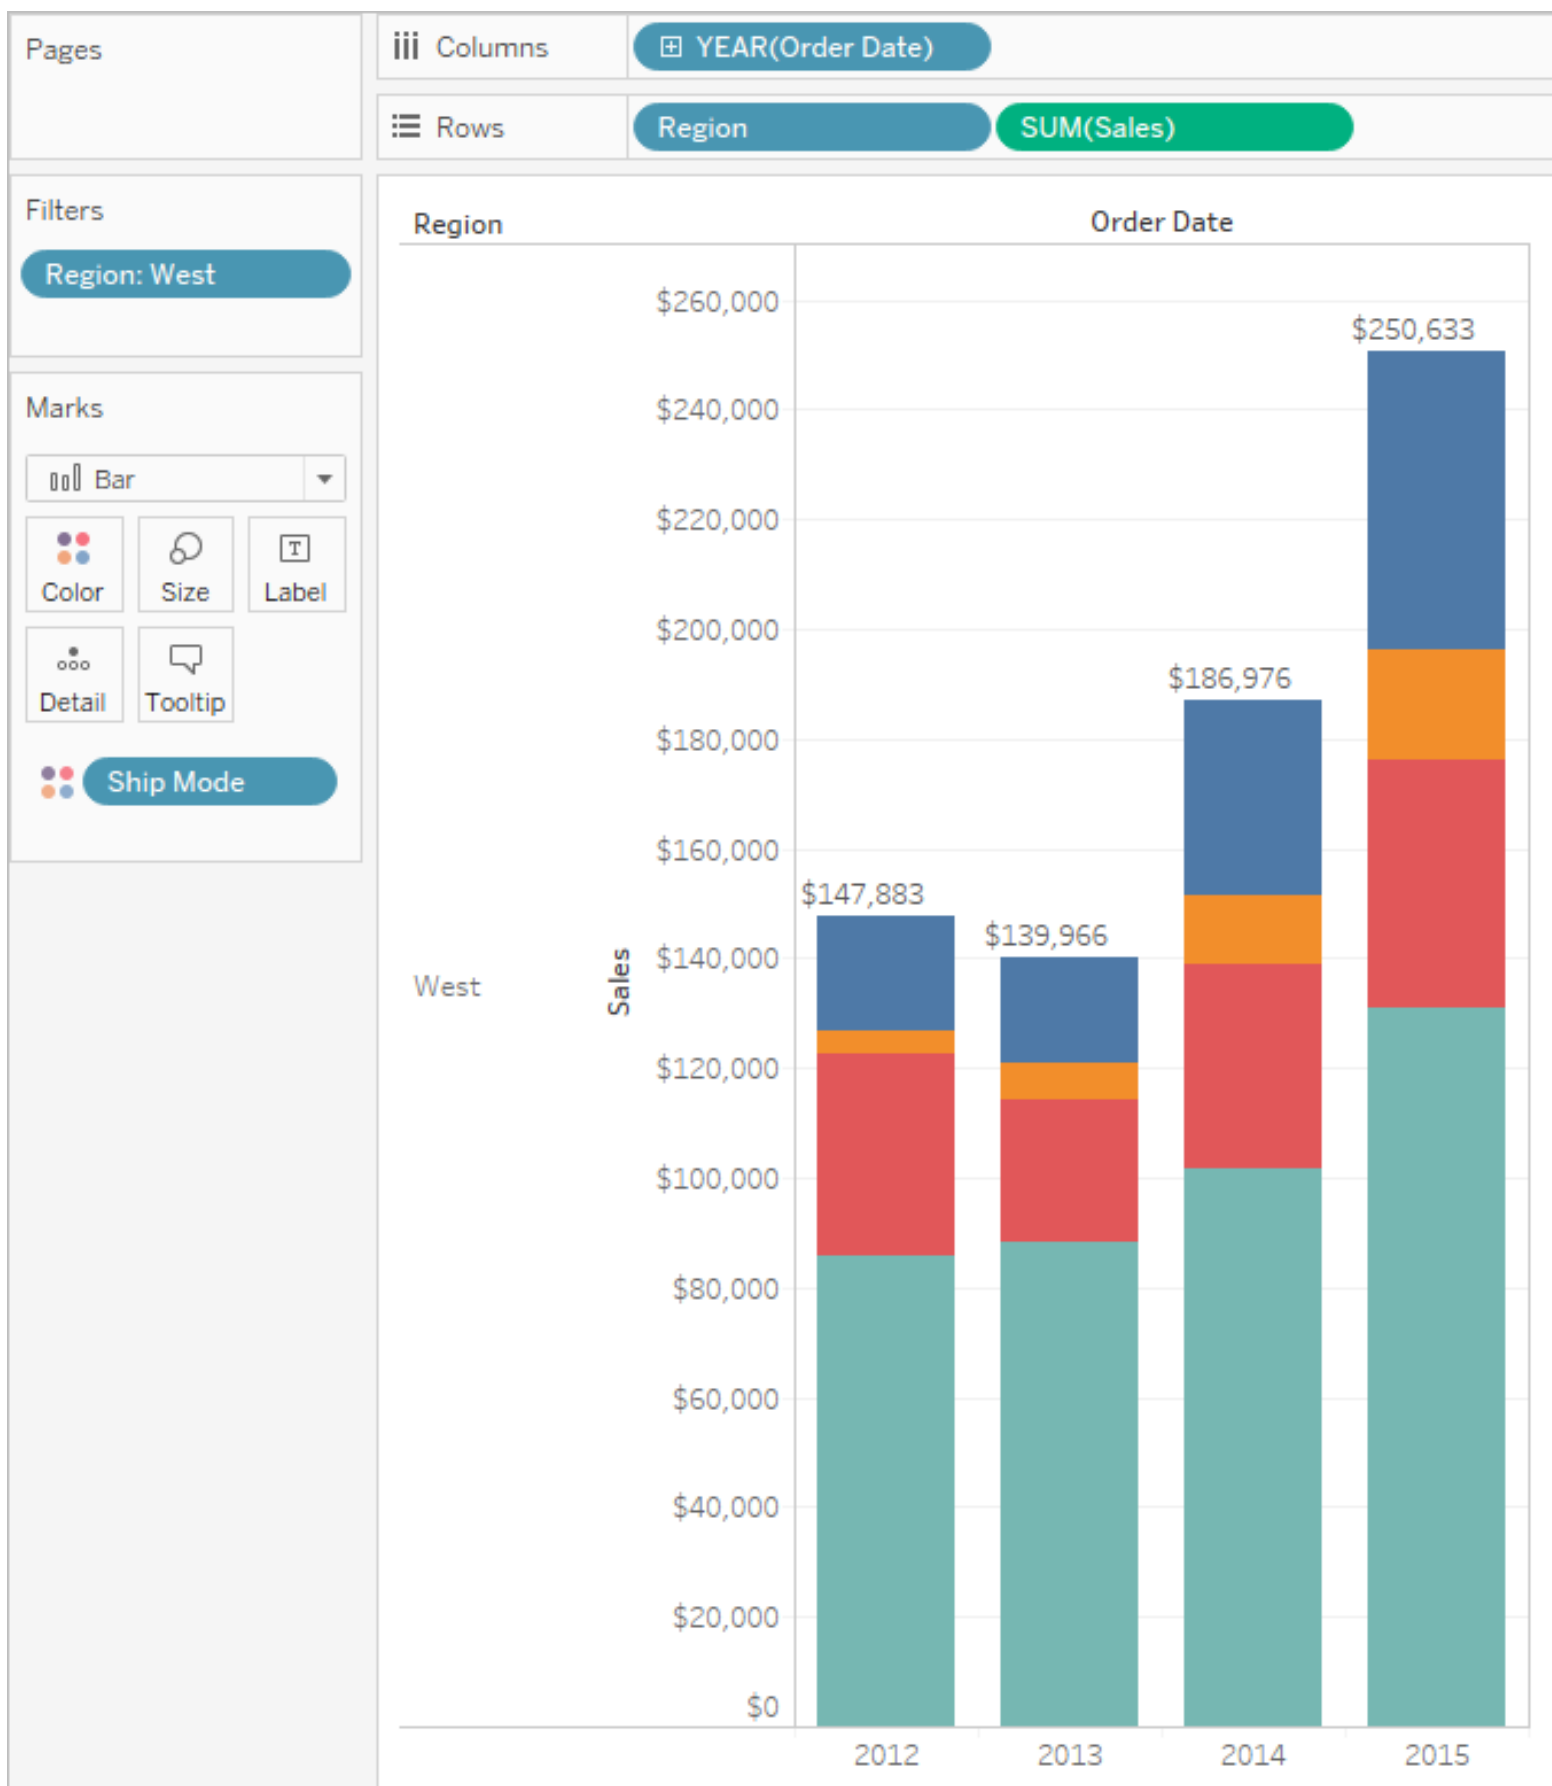 Pages
Columns
YEAR(Order Date)
Rows
Region
SUM(Sales)
Filters
Region: West
Marks
Bar
Color
Size
T
Label
Detail
Tooltip
Ship Mode
Region
Order Date
$260,000
$250,633
$240,000
$220,000
$200,000
$186,976
$180,000
$160,000
$147,883
$139,966
$140,000
West
Sales
$120,000
$100,000
$80,000
$60,000
$40,000
$20,000
$0
2012
2013
2014
2015